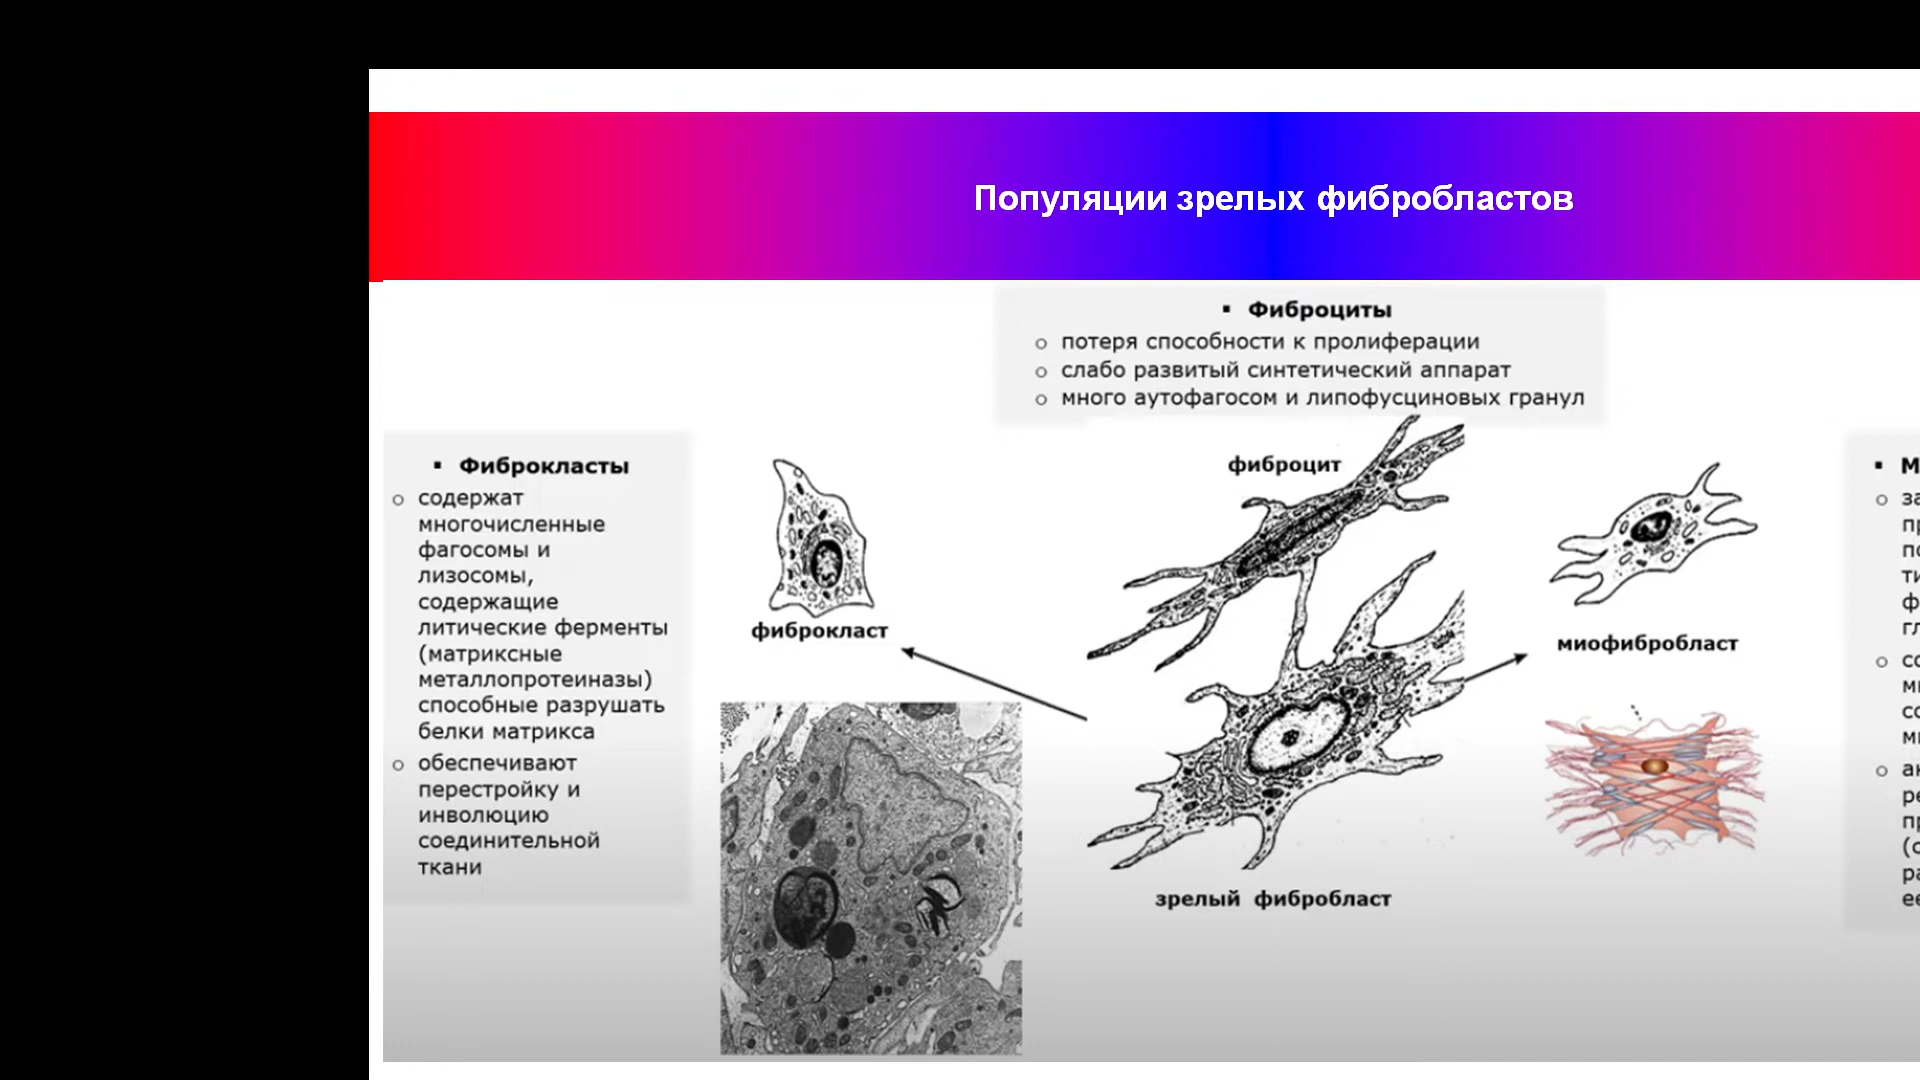 Популяции зрелых фибробластов
▪ Фиброциты
o потеря способности к пролиферации
o слабо развитый синтетический аппарат
o много аутофагосом и липофусциновых гранул
▪ Фиброкласты
o содержат
многочисленные
фагосомы и
лизосомы,
содержащие
литические ферменты
(матриксные
металлопротеиназы)
способные разрушать
белки матрикса
o обеспечивают
перестройку и
инволюцию
соединительной
ткани
фиброкласт
фиброцит
зрелый фибробласт
миофибробласт